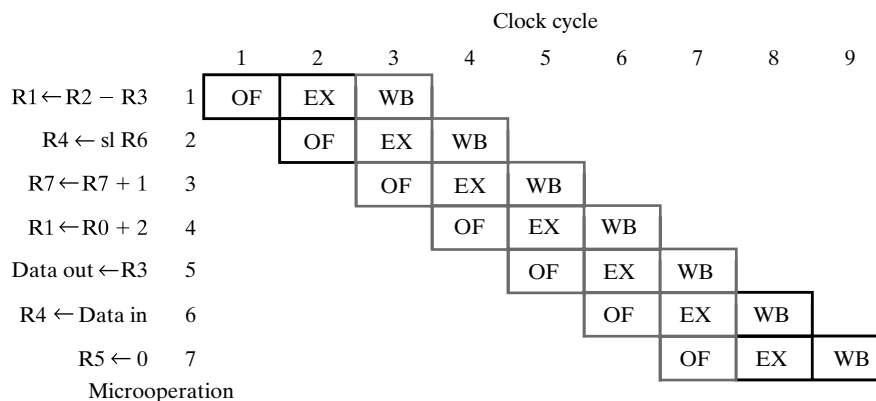 Clock cycle
1 2 3 4 5 6 7 8 9
R1 ← R2 − R3 1 OF EX WB
R4 ← sl R6 2 OF EX WB
R7 ← R7 + 1 3 OF EX WB
R1 ← R0 + 2 4 OF EX WB
Data out ← R3 5 OF EX WB
R4 ← Data in 6 OF EX WB
R5 ← 0 7 OF EX WB
Microoperation